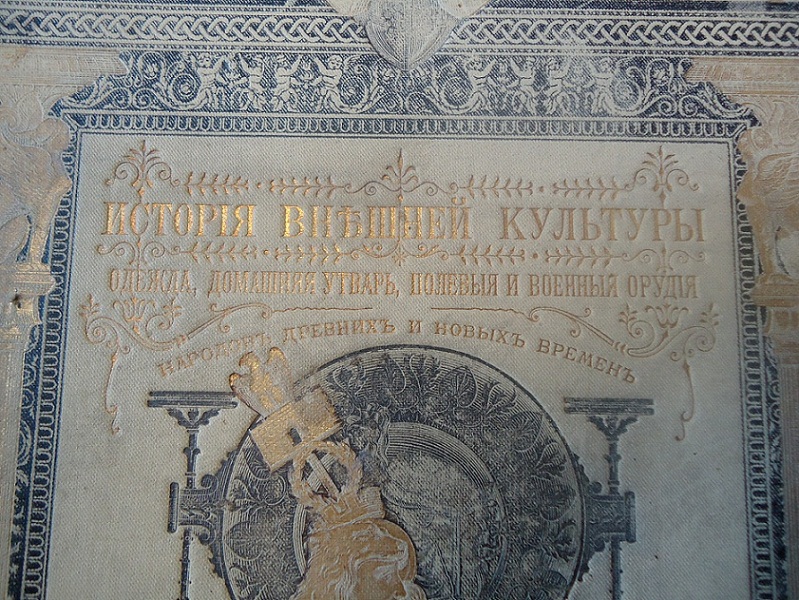 ИСТОРІЯ ВНѢШНЕЙ КУЛЬТУРЫ
ОДЕЖДА, ДОМАШНЯЯ УТВАРЬ, ПОЛЕВЫЯ И ВОЕННЫЯ ОРУДІЯ
НАРОДОВЪ ДРЕВНИХЪ И НОВЫХЪ ВРЕМЕНЪ